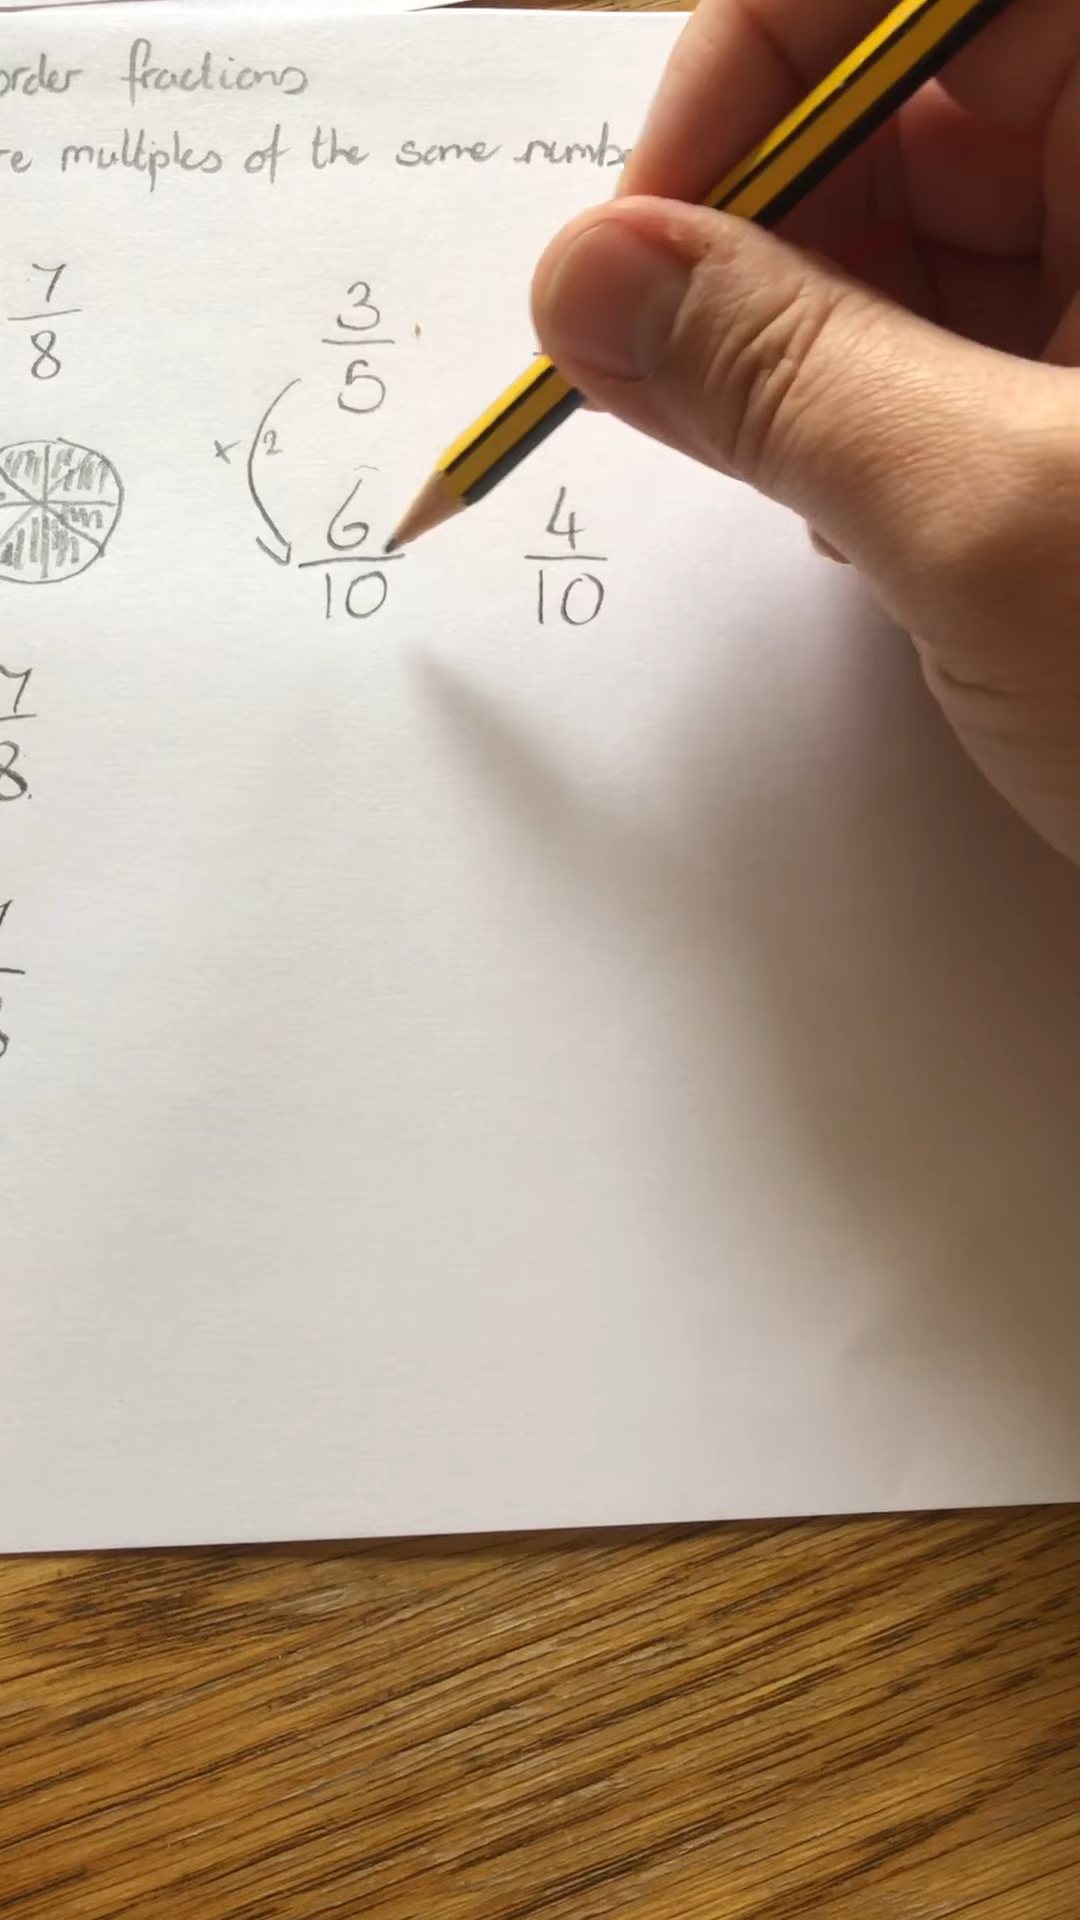 order fractions
multiples of the same
7/8
3/5
x 2
6/10 4/10
7/8